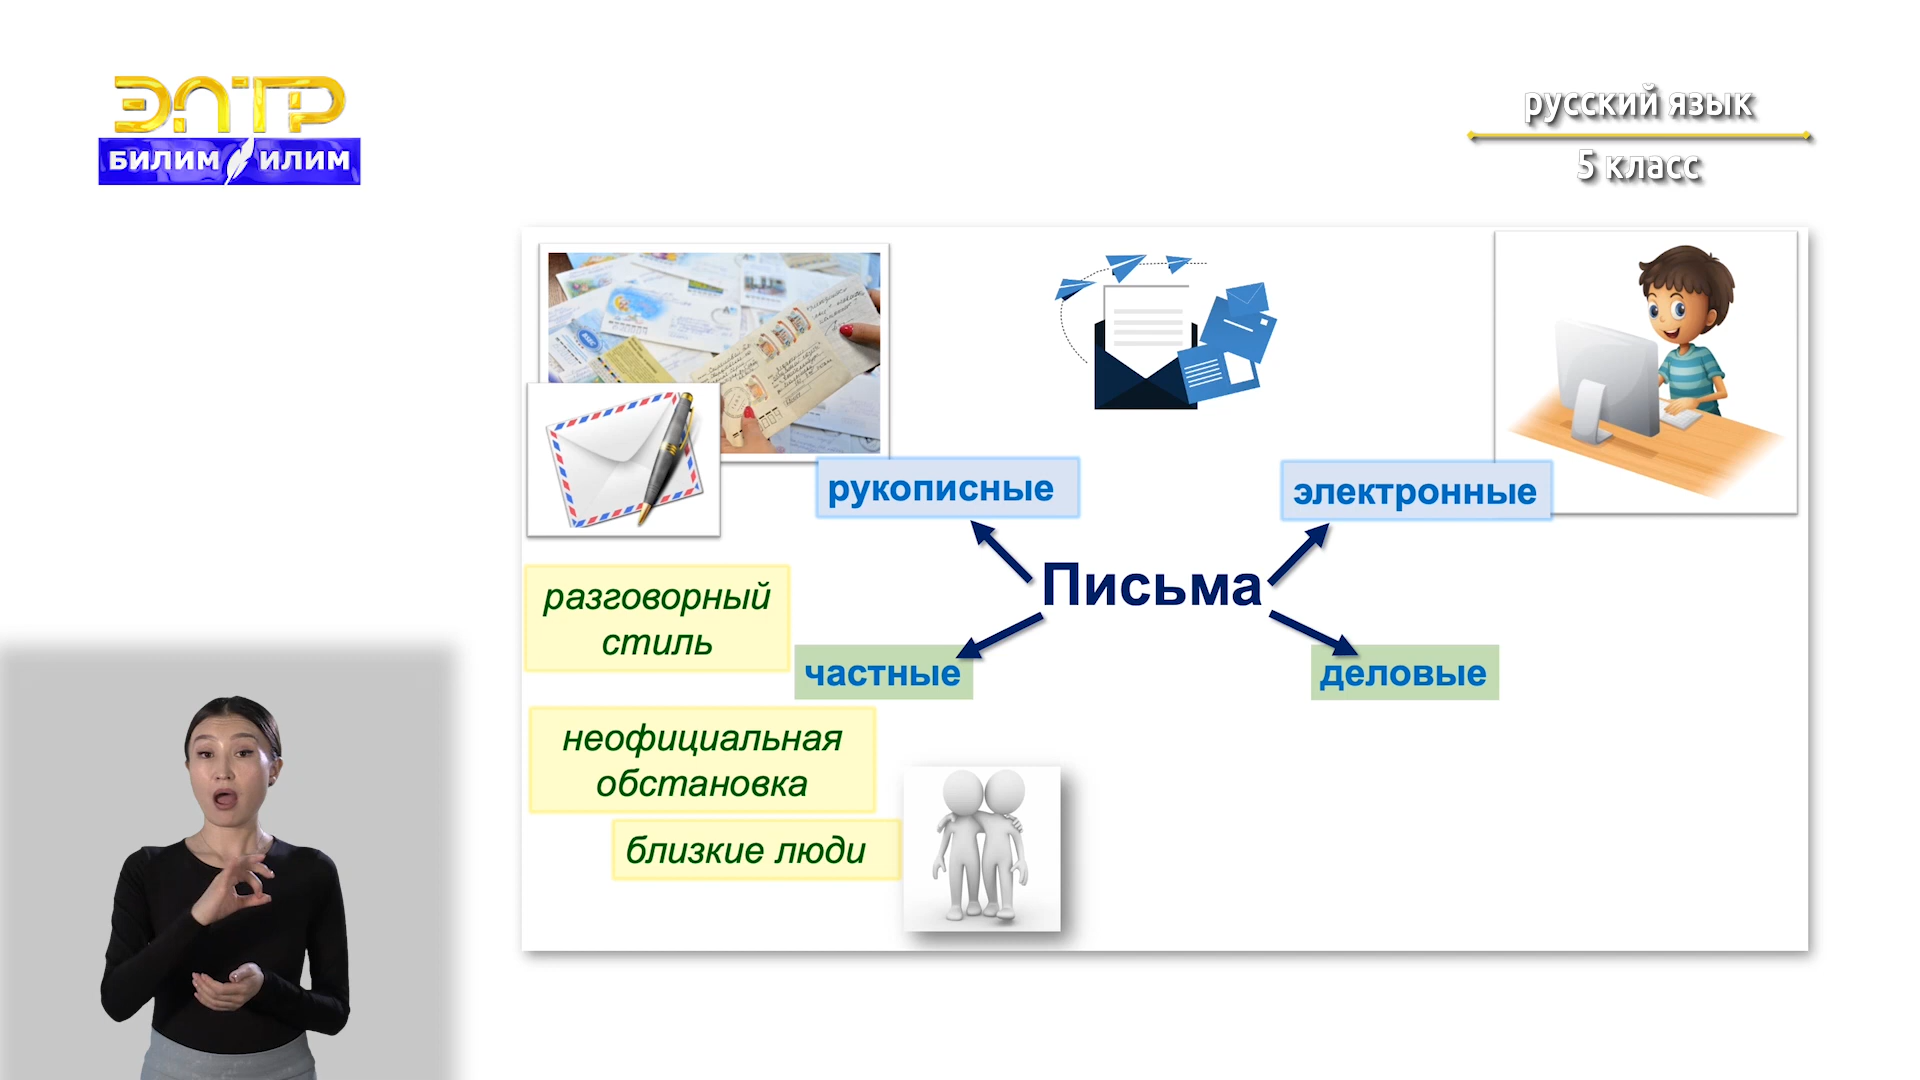 ЭЛТР
БИЛИМ ИЛИМ
русский язык
5 класс
рукописные
электронные
Письма
разговорный
стиль
частные
деловые
неофициальная
обстановка
близкие люди